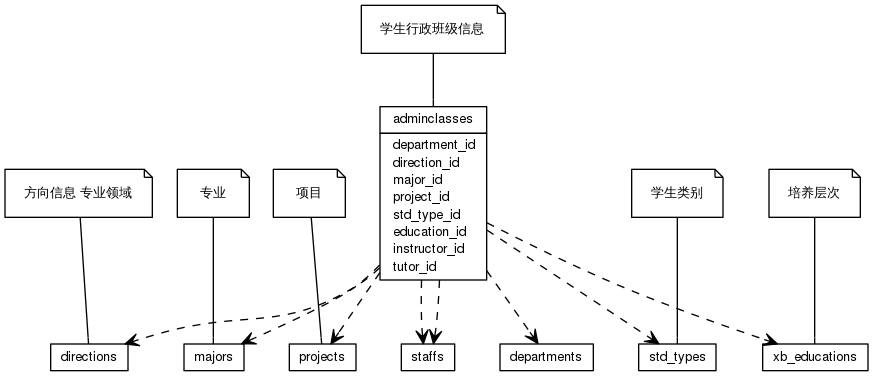 学生行政班级信息
adminclasses
department_id
direction_id
major_id
project_id
std_type_id
education_id
instructor_id
tutor_id
方向信息 专业领域
专业
项目
学生类别
培养层次
directions
majors
projects
staffs
departments
std_types
xb_educations